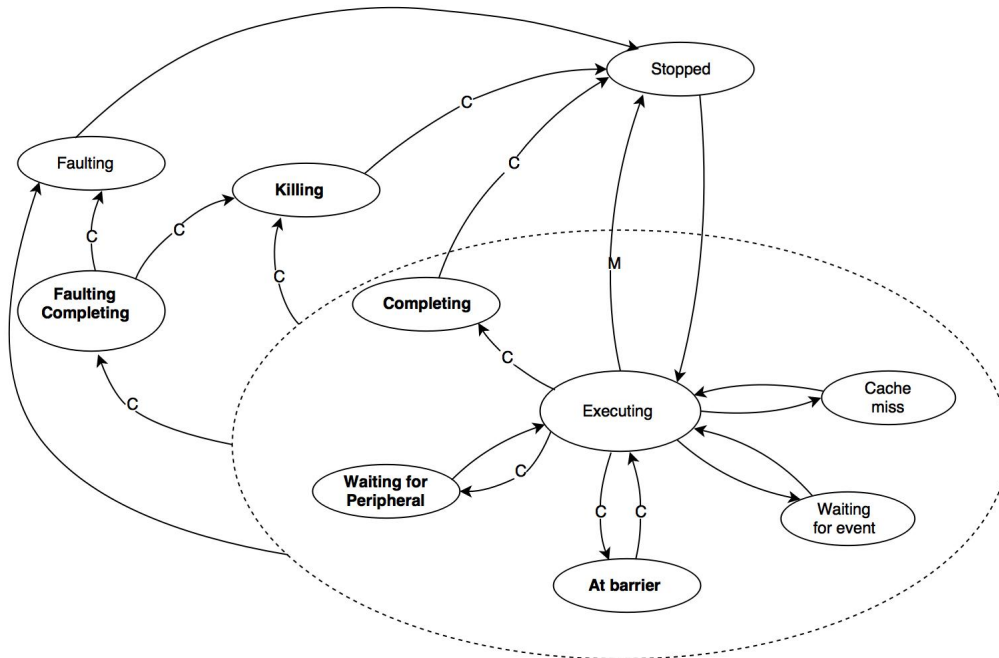 Stopped
C
Faulting
C
Killing
C
C
M
C
Faulting
Completing
Completing
C
Cache
miss
C
Executing
Waiting for
Peripheral
C
Waiting
for event
C
C
At barrier